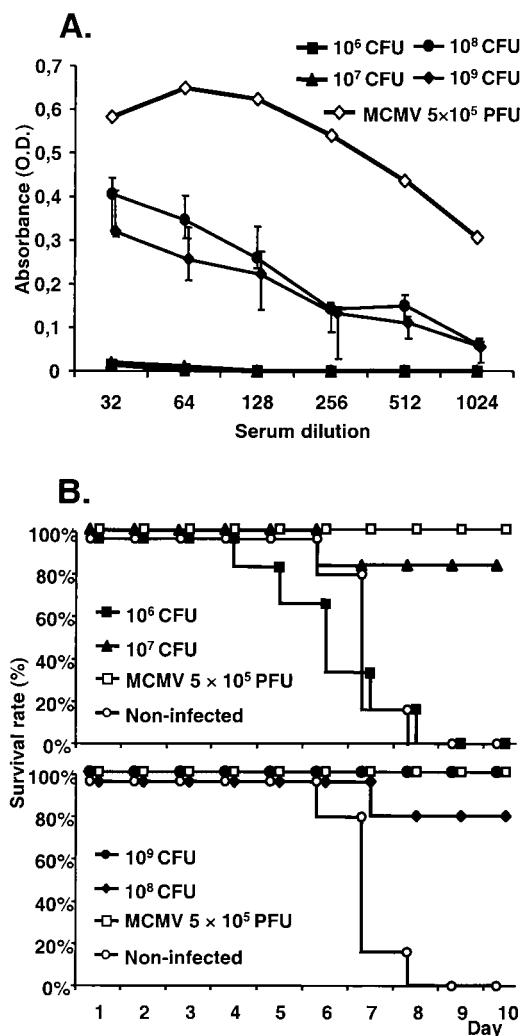 A.
10⁶ CFU
10⁸ CFU
10⁷ CFU
10⁹ CFU
MCMV 5×10⁵ PFU
Absorbance (O.D.)
0,7
0,6
0,5
0,4
0,3
0,2
0,1
0
32 64 128 256 512 1024
Serum dilution
B.
Survival rate (%)
100%
80%
60%
40%
20%
0%
10⁶ CFU
10⁷ CFU
MCMV 5 × 10⁵ PFU
Non-infected
100%
80%
60%
40%
20%
0%
10⁹ CFU
10⁸ CFU
MCMV 5 × 10⁵ PFU
Non-infected
1 2 3 4 5 6 7 8 9 10
Day